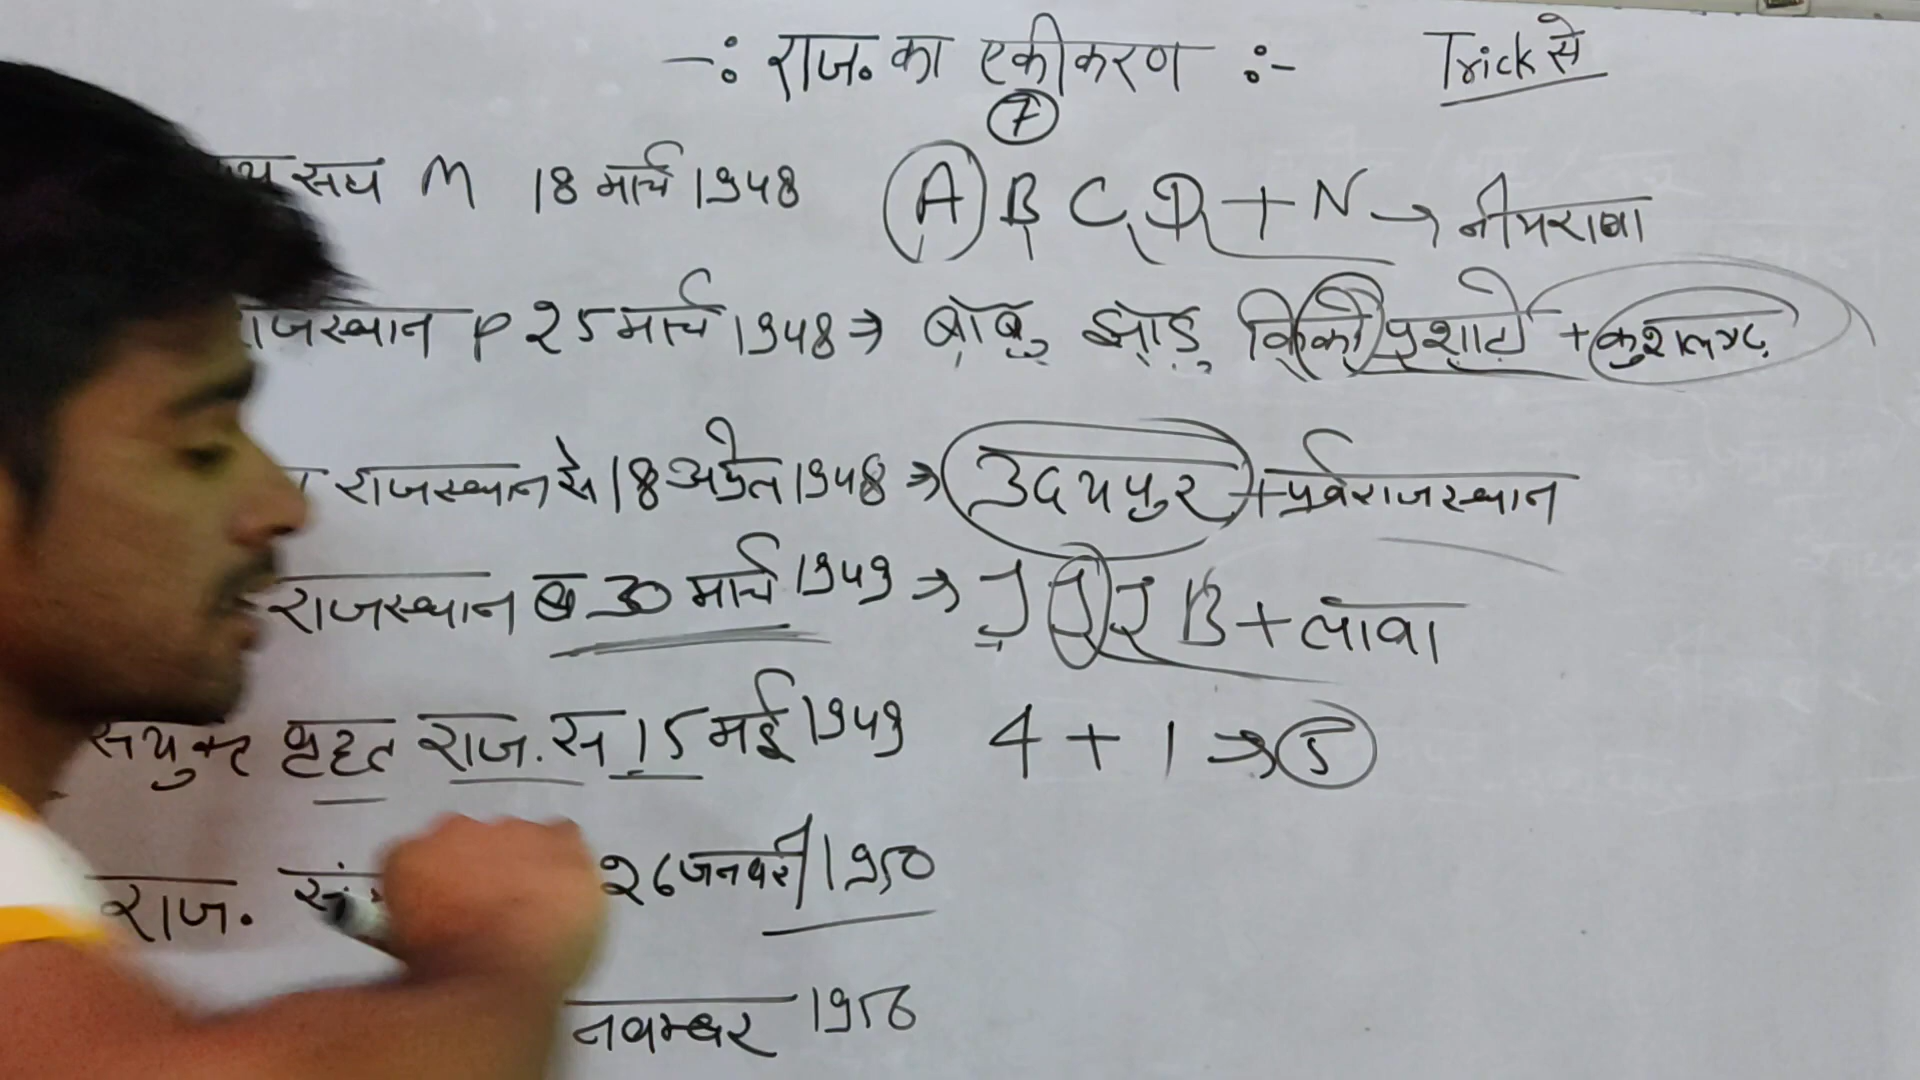 -: राज. का एकीकरण :- Trick से
7
संघ M 18 मार्च 1948 A B C D + N → नीमराणा
राजस्थान P 25 मार्च 1948 ⇒ बाँबू झाडू किको प्रशाटो + कुशलगढ़
राजस्थान से 18 अप्रैल 1948 ⇒ उदयपुर + पूर्व राजस्थान
राजस्थान 30 मार्च 1949 ⇒ J J J B + लावा
संयुक्त वृहत राज. स 15 मई 1949 4 + 1 ⇒ 5
राज. सं 26 जनवरी 1950
नवम्बर 1956